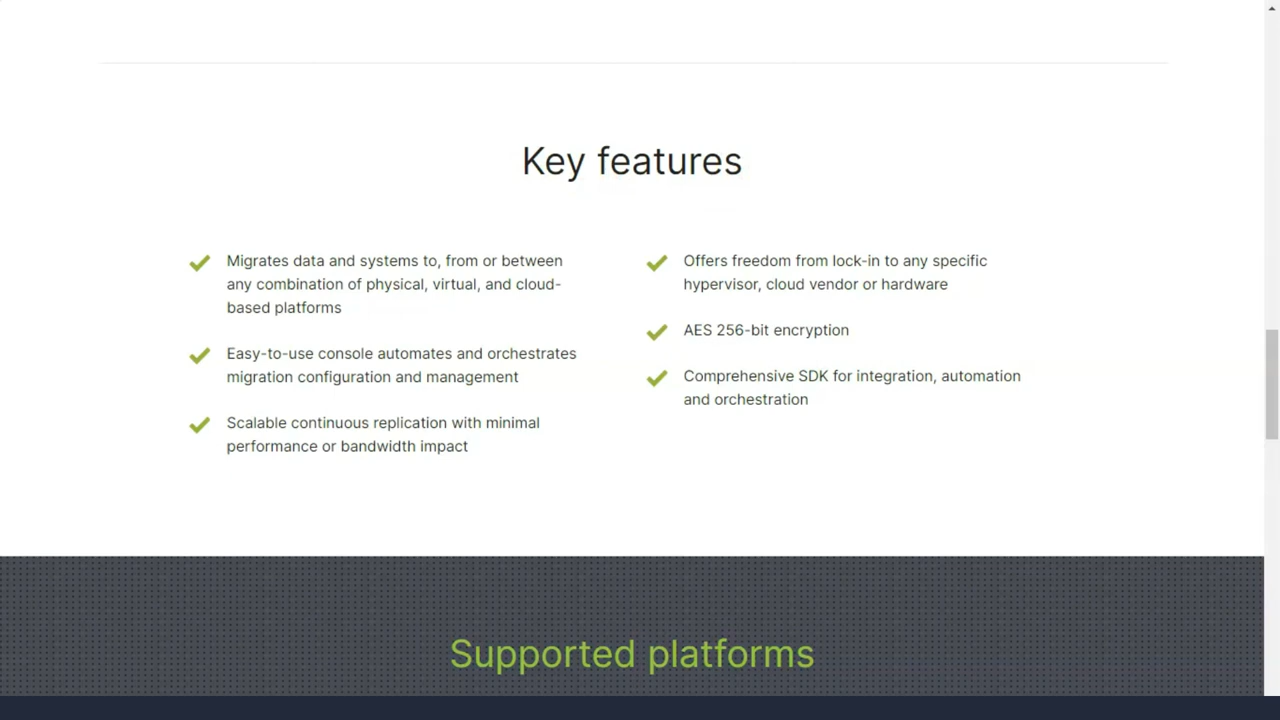 Key features
Migrates data and systems to, from or between
any combination of physical, virtual, and cloud-
based platforms
Easy-to-use console automates and orchestrates
migration configuration and management
Scalable continuous replication with minimal
performance or bandwidth impact
Offers freedom from lock-in to any specific
hypervisor, cloud vendor or hardware
AES 256-bit encryption
Comprehensive SDK for integration, automation
and orchestration
Supported platforms